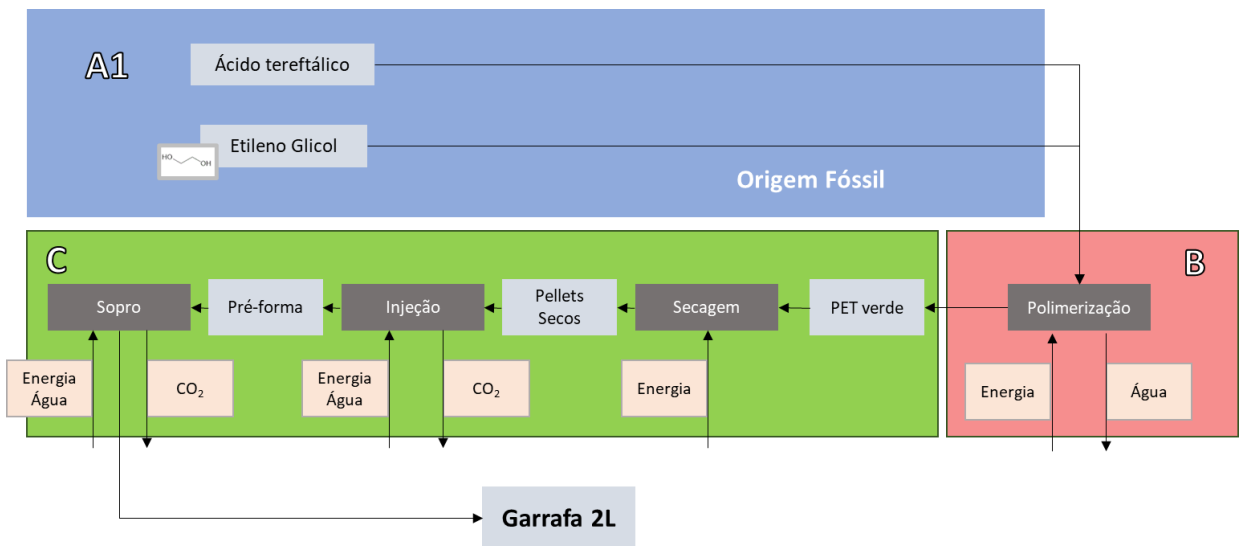 A1
Ácido tereftálico
Etileno Glicol
HO
OH
Origem Fóssil
C
B
Sopro
Pré-forma
Injeção
Pellets
Secos
Secagem
PET verde
Polimerização
Energia
Água
CO₂
Energia
Água
CO₂
Energia
Energia
Água
Garrafa 2L